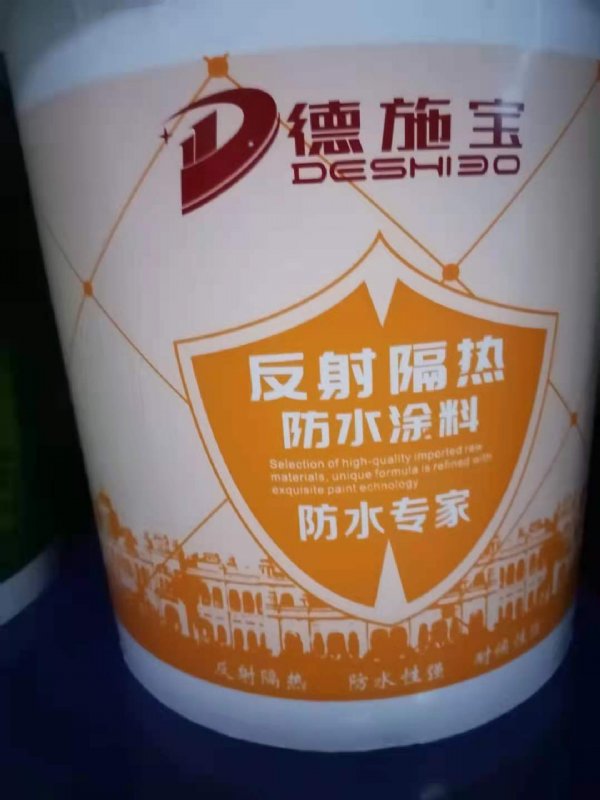 德施宝
DESHIBO
反射隔热
防水涂料
Selection of high-quality imported raw
materials, unique formula is refined with
exquisite paint echnology
防水专家
反射隔热 防水性强